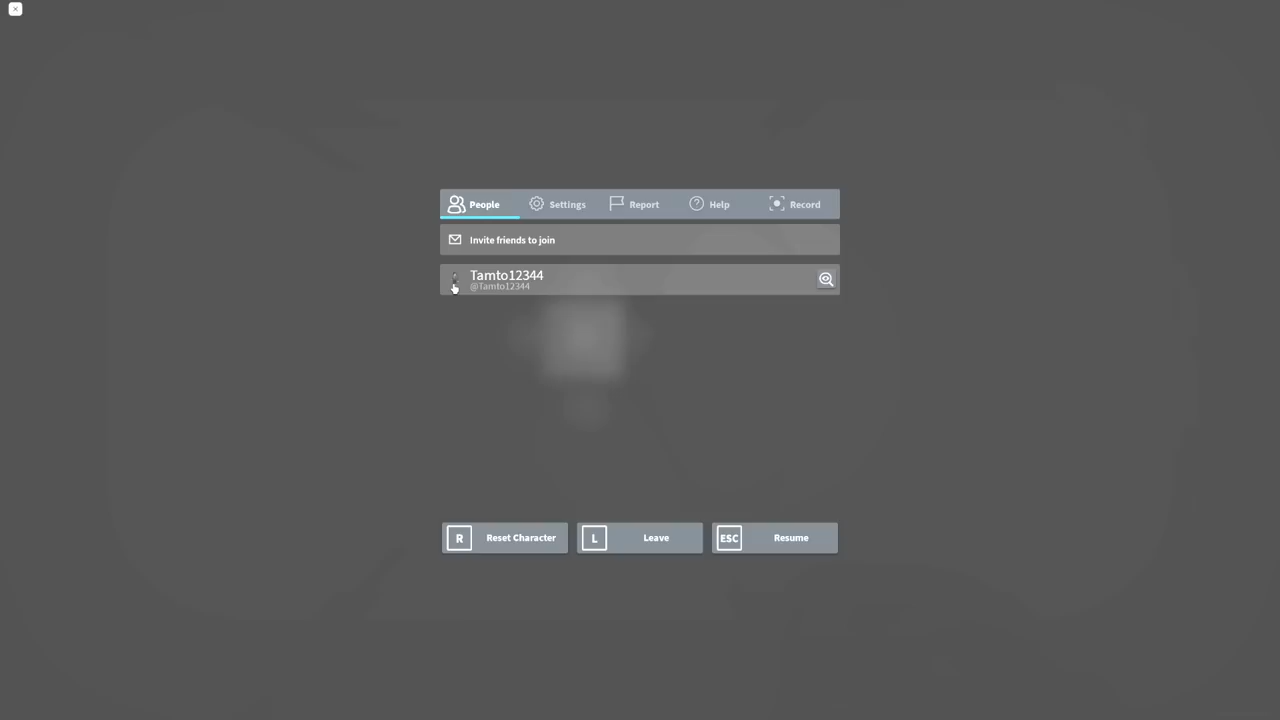 People
Settings
Report
Help
Record
Invite friends to join
Tamto12344
@Tamto12344
R Reset Character
L Leave
ESC Resume